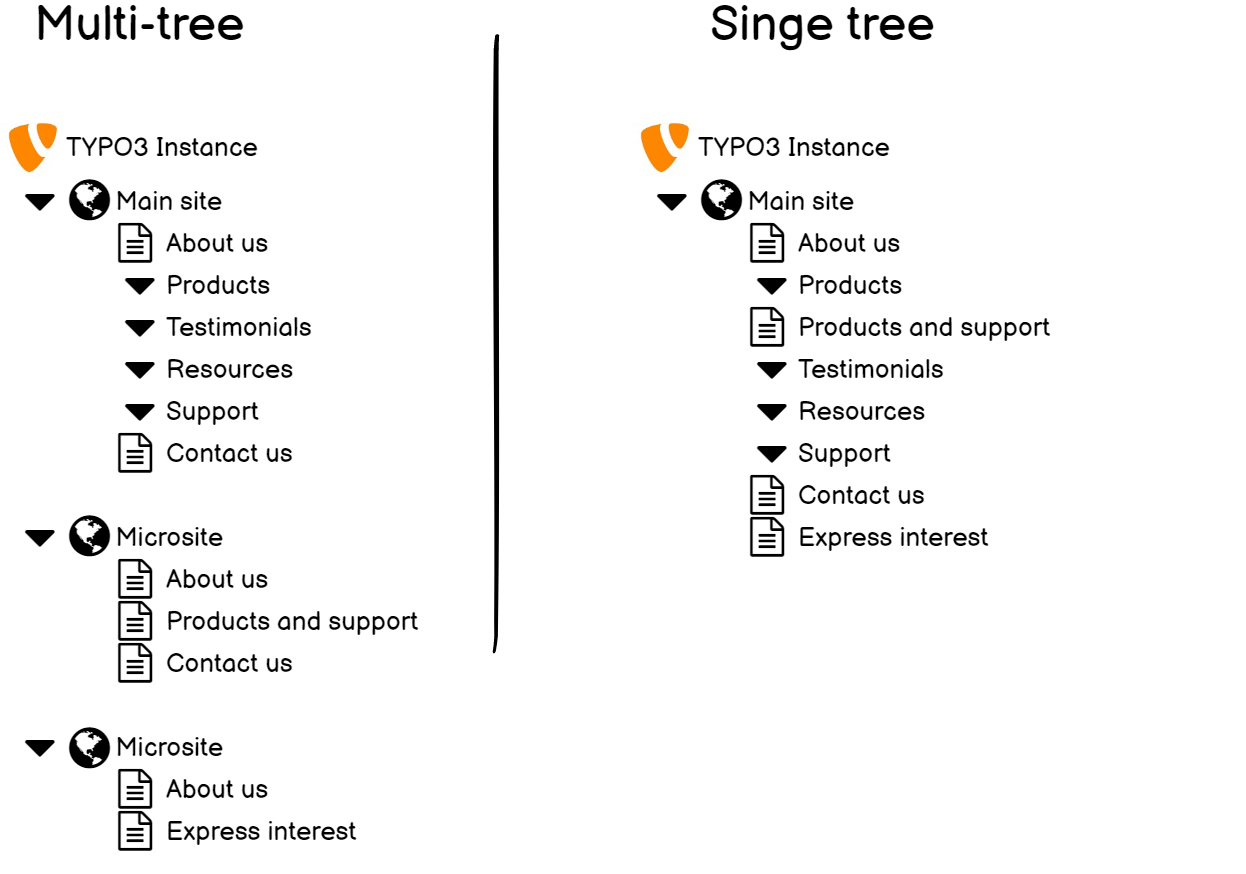 Multi-tree
TYPO3 Instance
Main site
About us
Products
Testimonials
Resources
Support
Contact us
Microsite
About us
Products and support
Contact us
Microsite
About us
Express interest
Singe tree
TYPO3 Instance
Main site
About us
Products
Products and support
Testimonials
Resources
Support
Contact us
Express interest